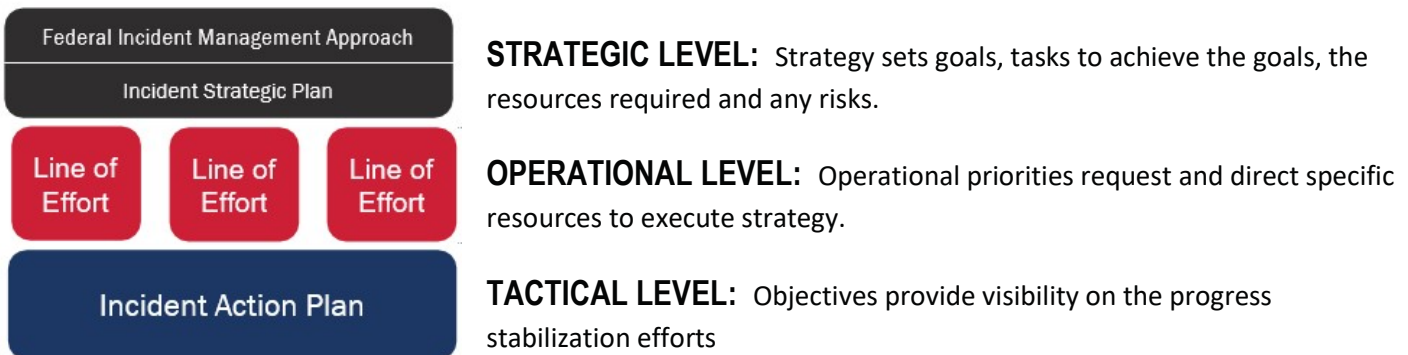 Federal Incident Management Approach
Incident Strategic Plan
STRATEGIC LEVEL: Strategy sets goals, tasks to achieve the goals, the
resources required and any risks.
Line of
Effort
Line of
Effort
Line of
Effort
OPERATIONAL LEVEL: Operational priorities request and direct specific
resources to execute strategy.
Incident Action Plan
TACTICAL LEVEL: Objectives provide visibility on the progress
stabilization efforts